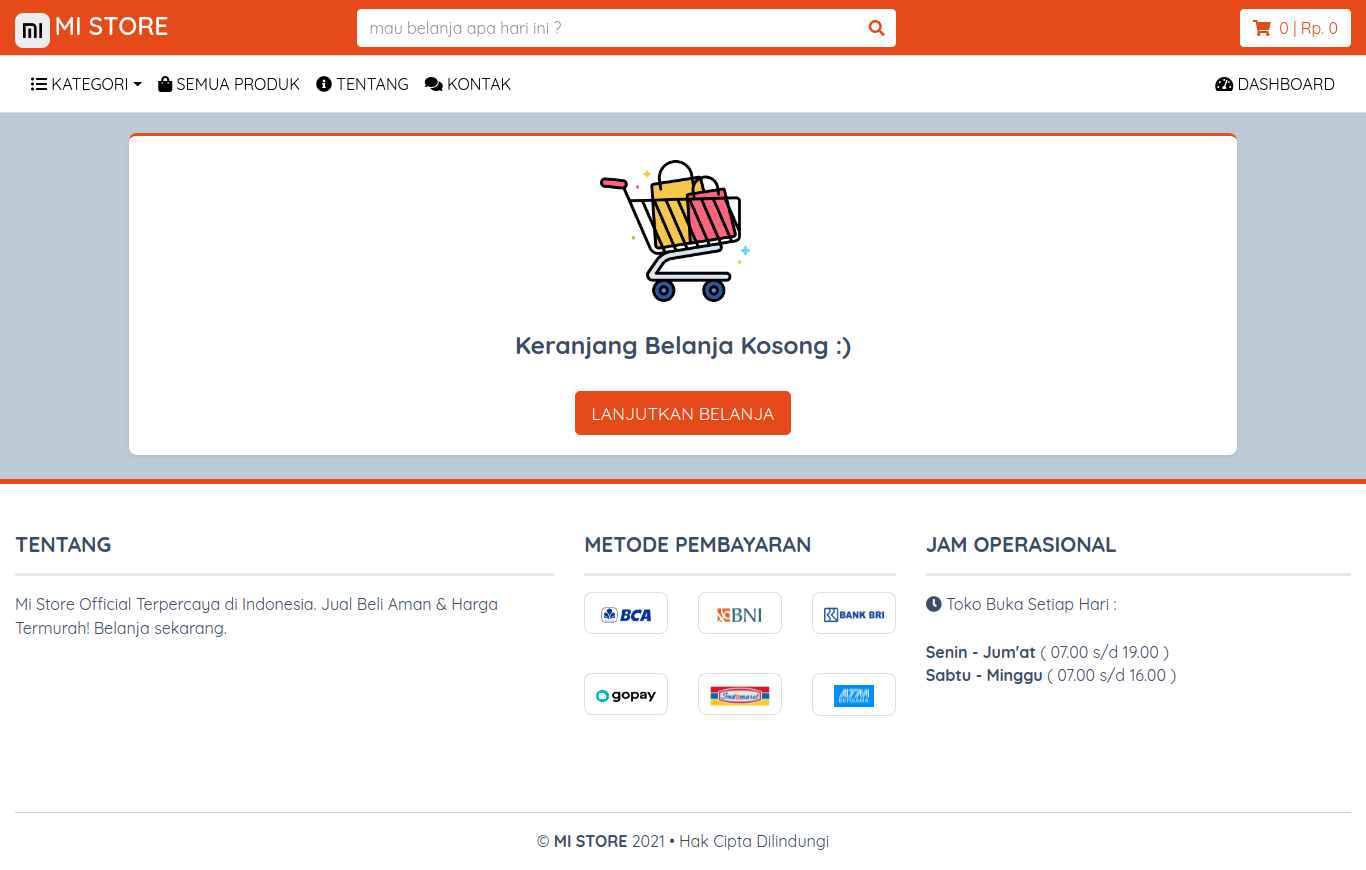 MI STORE
mau belanja apa hari ini ?
0 | Rp. 0
KATEGORI
SEMUA PRODUK
TENTANG
KONTAK
DASHBOARD
Keranjang Belanja Kosong :)
LANJUTKAN BELANJA
TENTANG
Mi Store Official Terpercaya di Indonesia. Jual Beli Aman & Harga
Termurah! Belanja sekarang.
METODE PEMBAYARAN
BCA
BNI
BANK BRI
gopay
Indomaret
ATM
BERSAMA
JAM OPERASIONAL
Toko Buka Setiap Hari :
Senin - Jum'at ( 07.00 s/d 19.00 )
Sabtu - Minggu ( 07.00 s/d 16.00 )
© MI STORE 2021 • Hak Cipta Dilindungi